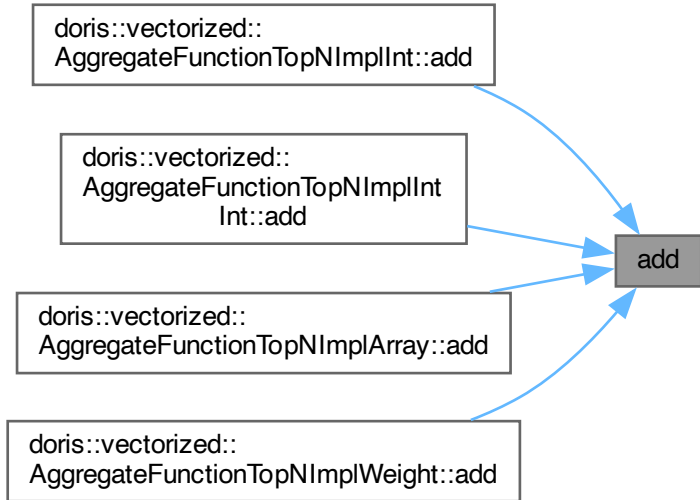 doris::vectorized::
AggregateFunctionTopNImplInt::add
doris::vectorized::
AggregateFunctionTopNImplInt
Int::add
add
doris::vectorized::
AggregateFunctionTopNImplArray::add
doris::vectorized::
AggregateFunctionTopNImplWeight::add